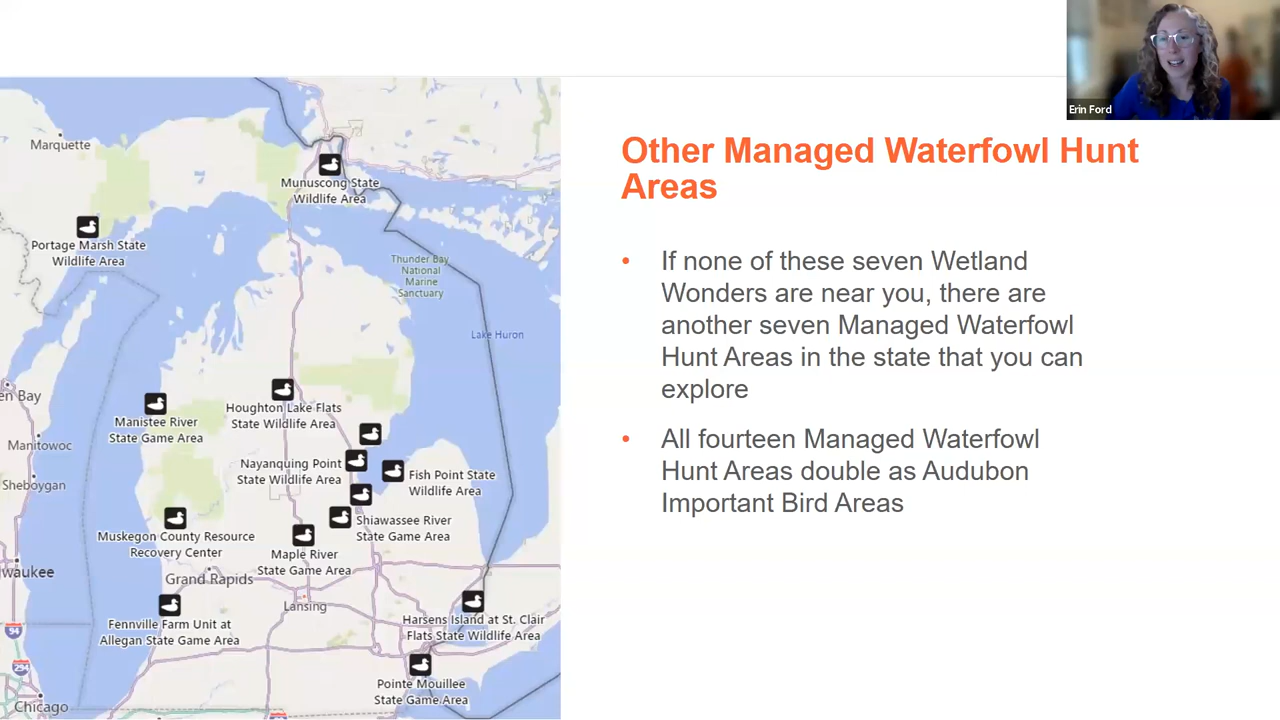 Erin Ford
Other Managed Waterfowl Hunt
Areas
• If none of these seven Wetland
Wonders are near you, there are
another seven Managed Waterfowl
Hunt Areas in the state that you can
explore
• All fourteen Managed Waterfowl
Hunt Areas double as Audubon
Important Bird Areas
Marquette
Munuscong State
Wildlife Area
Portage Marsh State
Wildlife Area
Thunder Bay
National
Marine
Sanctuary
Lake Huron
en Bay
Manitowoc
Sheboygan
Manistee River
State Game Area
Houghton Lake Flats
State Wildlife Area
Nayanquing Point
State Wildlife Area
Fish Point State
Wildlife Area
Shiawassee River
State Game Area
Muskegon County Resource
Recovery Center
Maple River
State Game Area
waukee
Grand Rapids
Lansing
Fennville Farm Unit at
Allegan State Game Area
Harsens Island at St. Clair
Flats State Wildlife Area
94
294
Pointe Mouillee
State Game Area
Chicago